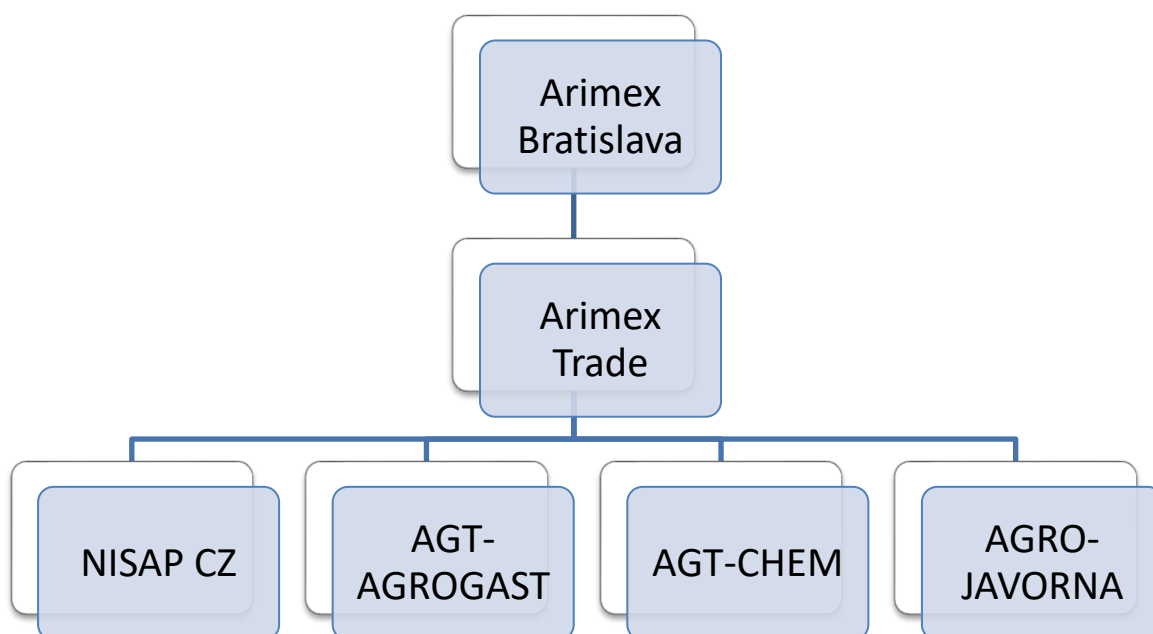 Arimex
Bratislava
Arimex
Trade
NISAP CZ
AGT-
AGROGAST
AGT-CHEM
AGRO-
JAVORNA